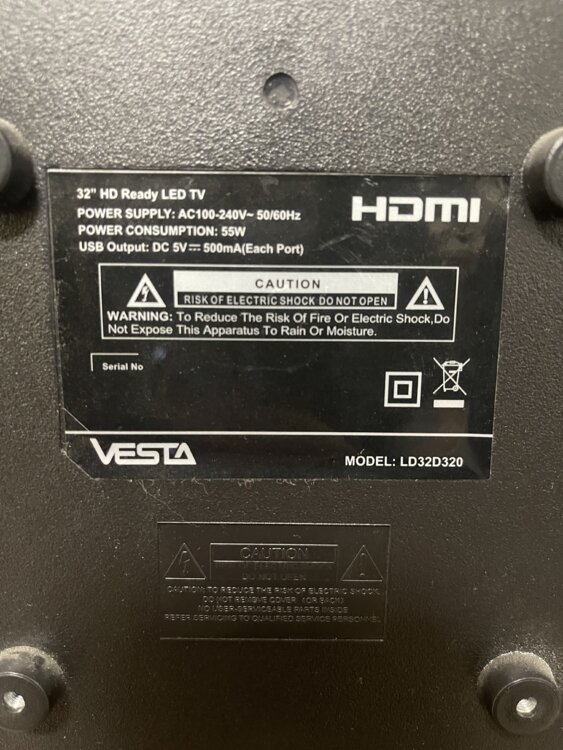 32" HD Ready LED TV
POWER SUPPLY: AC100-240V~ 50/60Hz
POWER CONSUMPTION: 55W
USB Output: DC 5V⎓500mA(Each Port)
HDMI
CAUTION
RISK OF ELECTRIC SHOCK DO NOT OPEN
WARNING: To Reduce The Risk Of Fire Or Electric Shock,Do
Not Expose This Apparatus To Rain Or Moisture.
Serial No
VESTA
MODEL: LD32D320
CAUTION
DO NOT OPEN
CAUTION: TO REDUCE THE RISK OF ELECTRIC SHOCK,
DO NOT REMOVE COVER (OR BACK)
NO USER-SERVICEABLE PARTS INSIDE
REFER SERVICING TO QUALIFIED SERVICE PERSONNEL